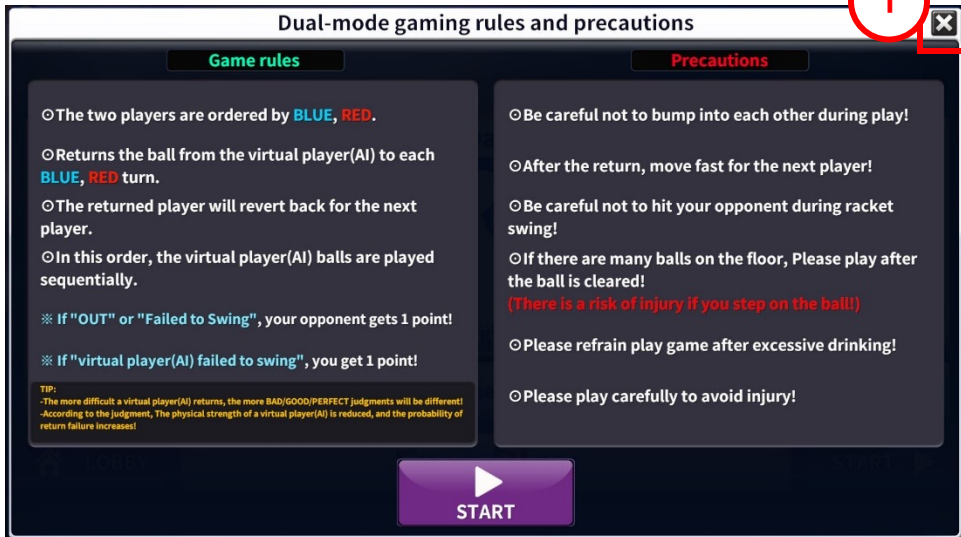 Dual-mode gaming rules and precautions
1
Game rules
⊙The two players are ordered by BLUE, RED.
⊙Returns the ball from the virtual player(AI) to each
BLUE, RED turn.
⊙The returned player will revert back for the next
player.
⊙In this order, the virtual player(AI) balls are played
sequentially.
※ If "OUT" or "Failed to Swing", your opponent gets 1 point!
※ If "virtual player(AI) failed to swing", you get 1 point!
TIP:
-The more difficult a virtual player(AI) returns, the more BAD/GOOD/PERFECT judgments will be different!
-According to the judgment, The physical strength of a virtual player(AI) is reduced, and the probability of
return failure increases!
Precautions
⊙Be careful not to bump into each other during play!
⊙After the return, move fast for the next player!
⊙Be careful not to hit your opponent during racket
swing!
⊙If there are many balls on the floor, Please play after
the ball is cleared!
(There is a risk of injury if you step on the ball!)
⊙Please refrain play game after excessive drinking!
⊙Please play carefully to avoid injury!
LOBBY
START
START